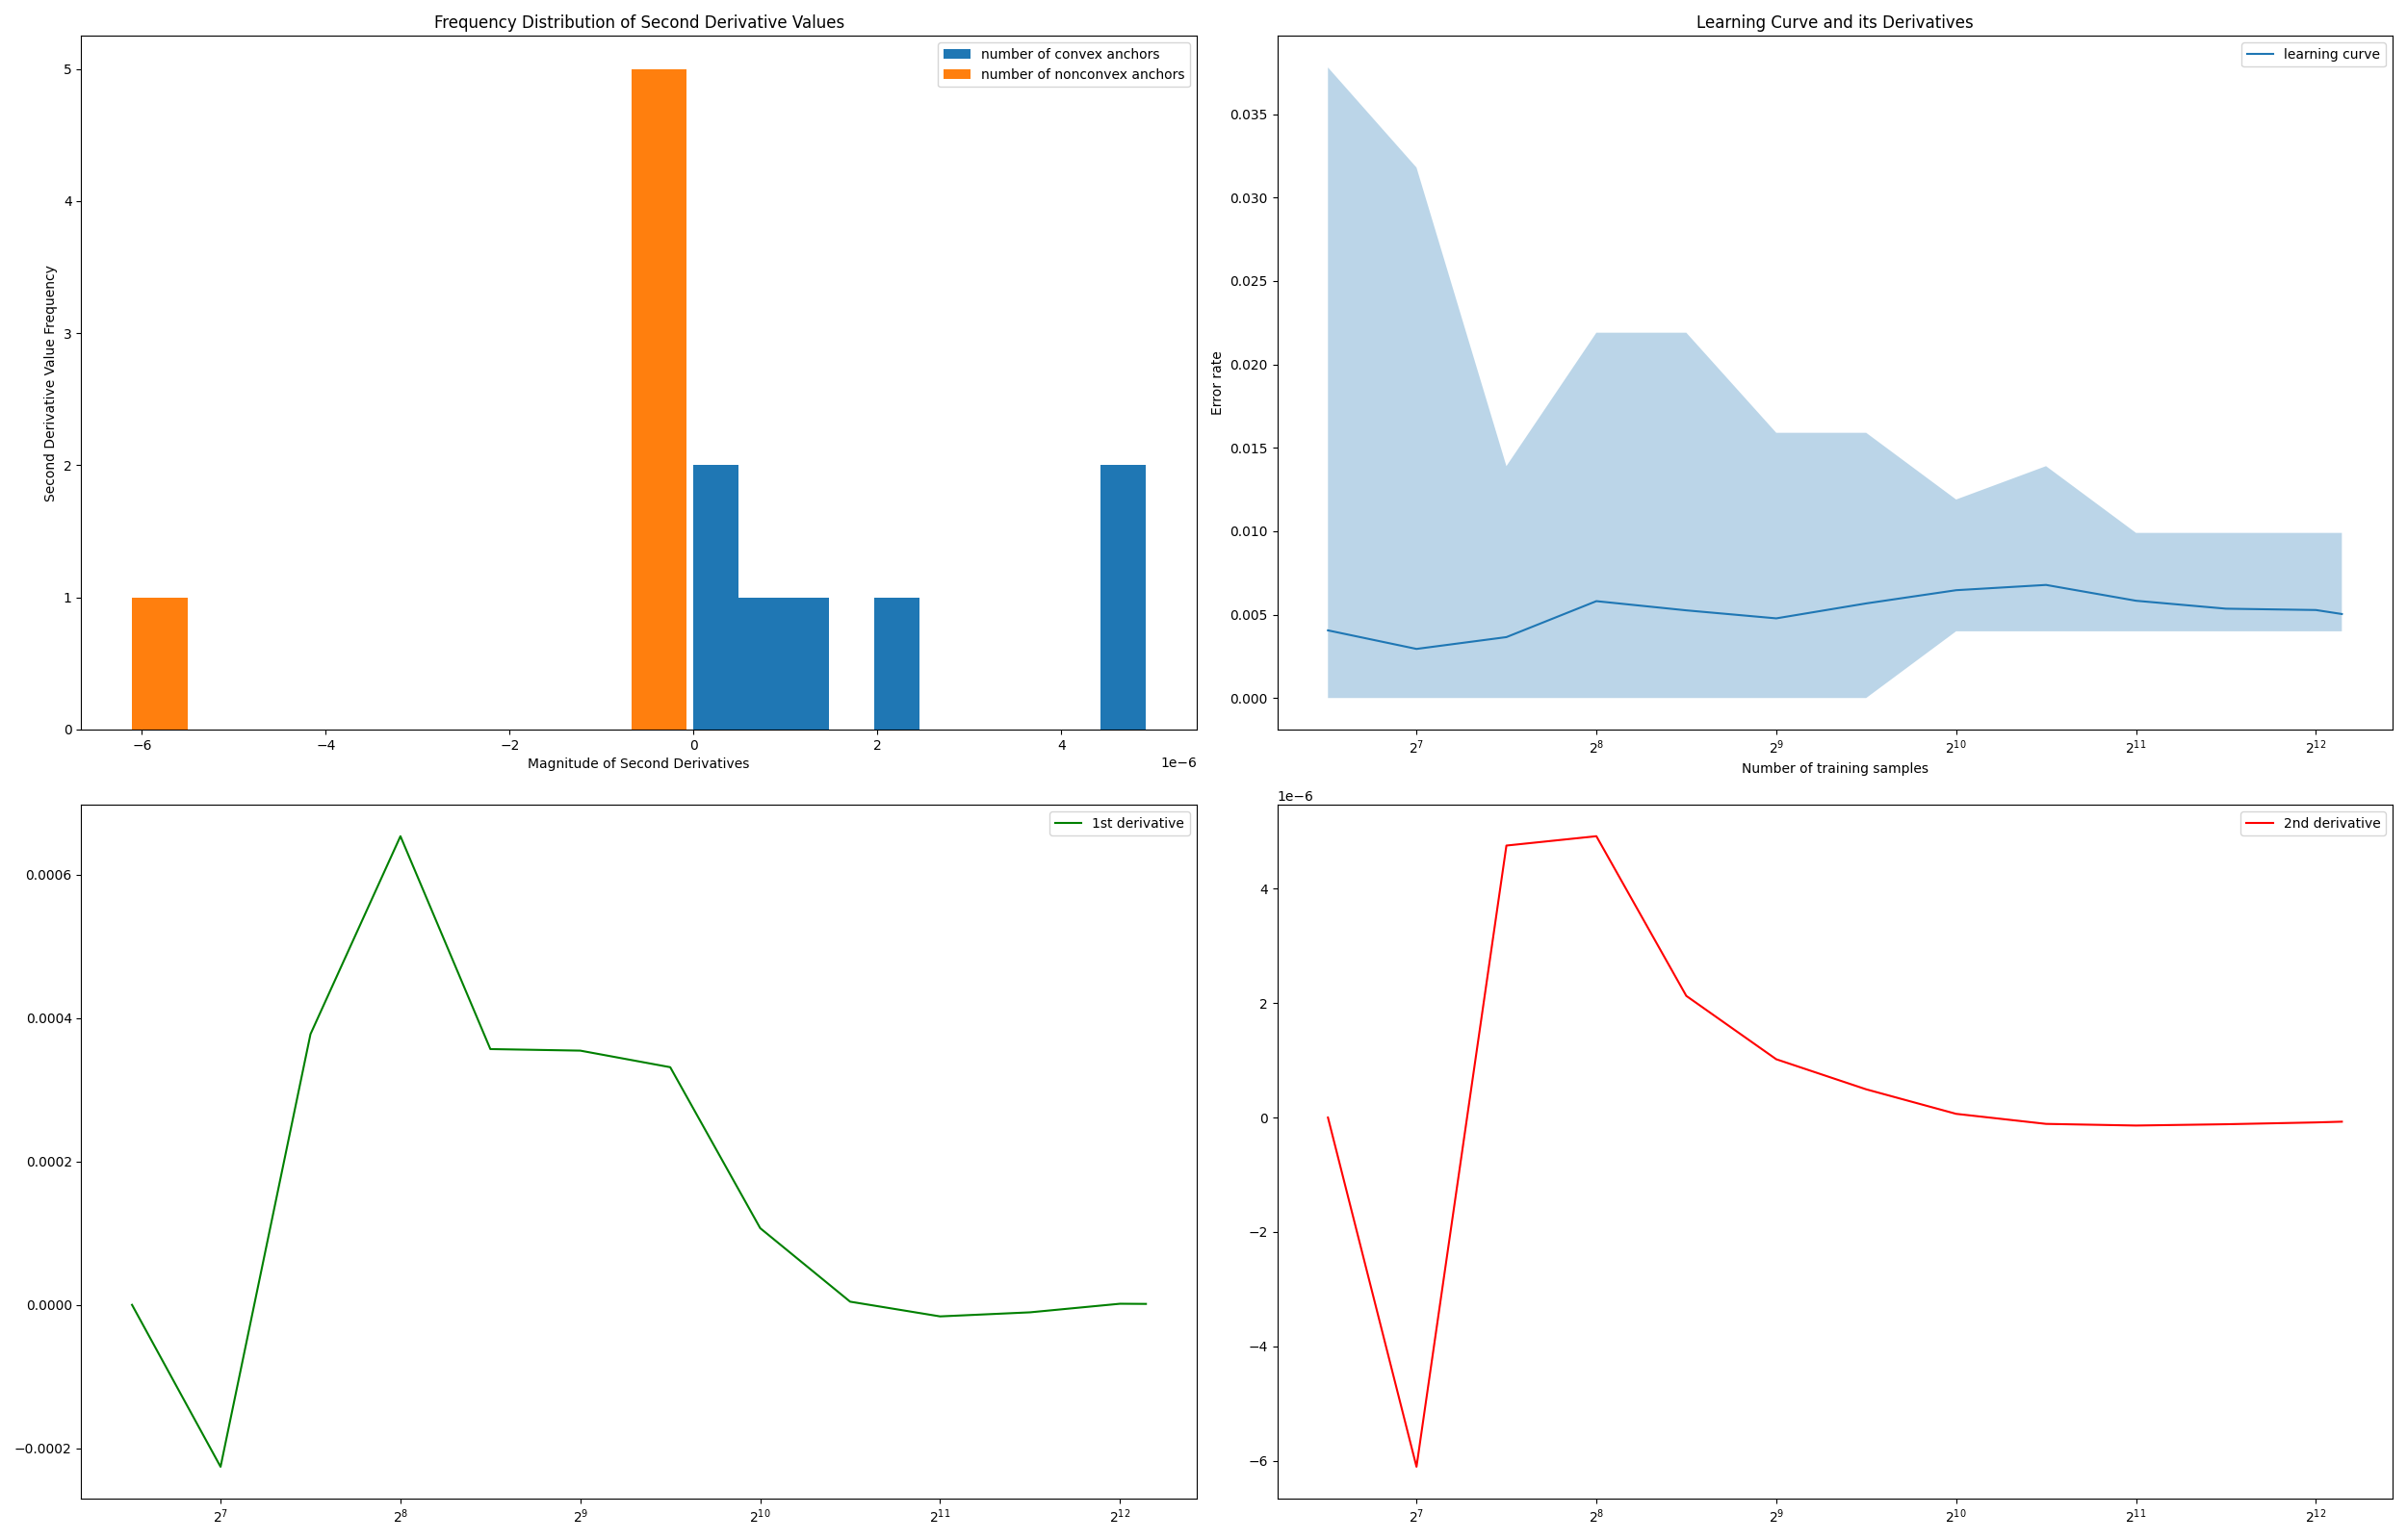 Frequency Distribution of Second Derivative Values
number of convex anchors
number of nonconvex anchors
Second Derivative Value Frequency
5
4
3
2
1
0
−6 −4 −2 0 2 4
1e−6
Magnitude of Second Derivatives
Learning Curve and its Derivatives
learning curve
Error rate
0.035
0.030
0.025
0.020
0.015
0.010
0.005
0.000
2^7 2^8 2^9 2^10 2^11 2^12
Number of training samples
1st derivative
0.0006
0.0004
0.0002
0.0000
−0.0002
2^7 2^8 2^9 2^10 2^11 2^12
1e−6
2nd derivative
4
2
0
−2
−4
−6
2^7 2^8 2^9 2^10 2^11 2^12